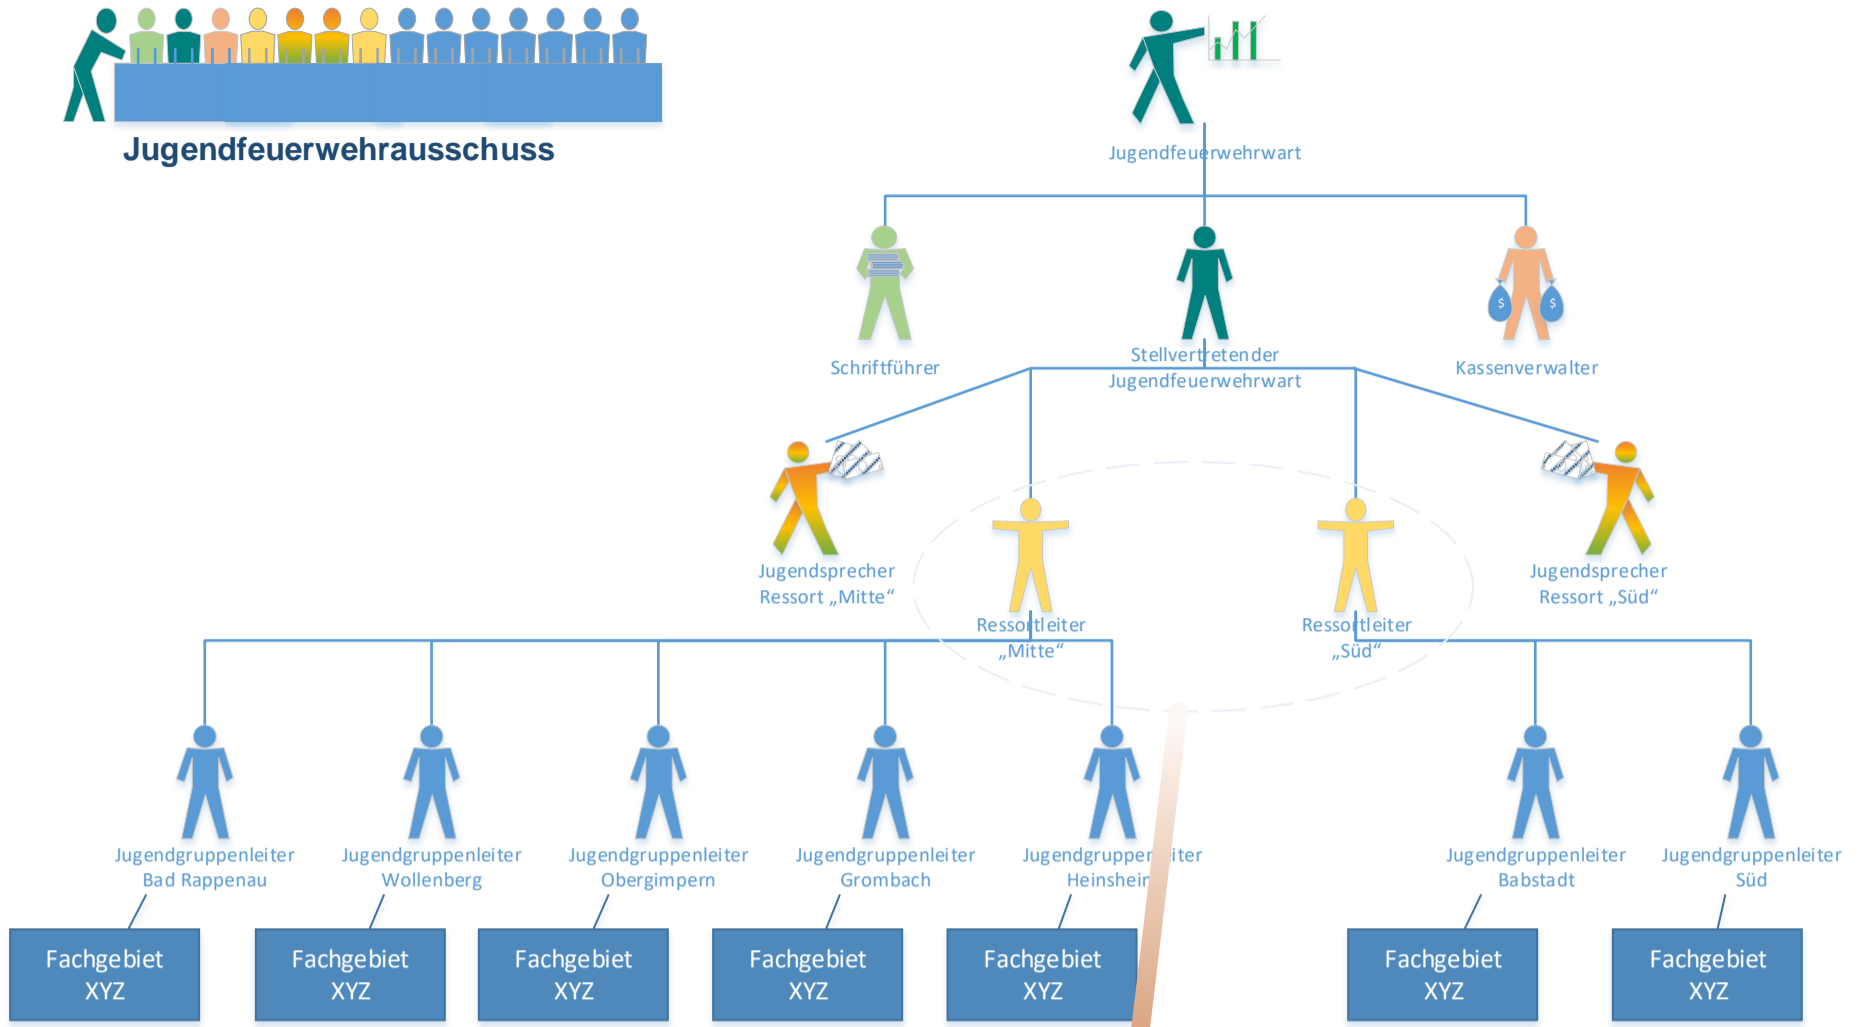 Jugendfeuerwehrausschuss
Jugendfeuerwehrwart
$ $
Schriftführer
Stellvertretender
Jugendfeuerwehrwart
Kassenverwalter
Jugendsprecher
Ressort „Mitte“
Jugendsprecher
Ressort „Süd“
Ressortleiter
„Mitte“
Ressortleiter
„Süd“
Jugendgruppenleiter
Bad Rappenau
Jugendgruppenleiter
Wollenberg
Jugendgruppenleiter
Obergimpern
Jugendgruppenleiter
Grombach
Jugendgruppenleiter
Heinsheim
Jugendgruppenleiter
Babstadt
Jugendgruppenleiter
Süd
Fachgebiet
XYZ
Fachgebiet
XYZ
Fachgebiet
XYZ
Fachgebiet
XYZ
Fachgebiet
XYZ
Fachgebiet
XYZ
Fachgebiet
XYZ